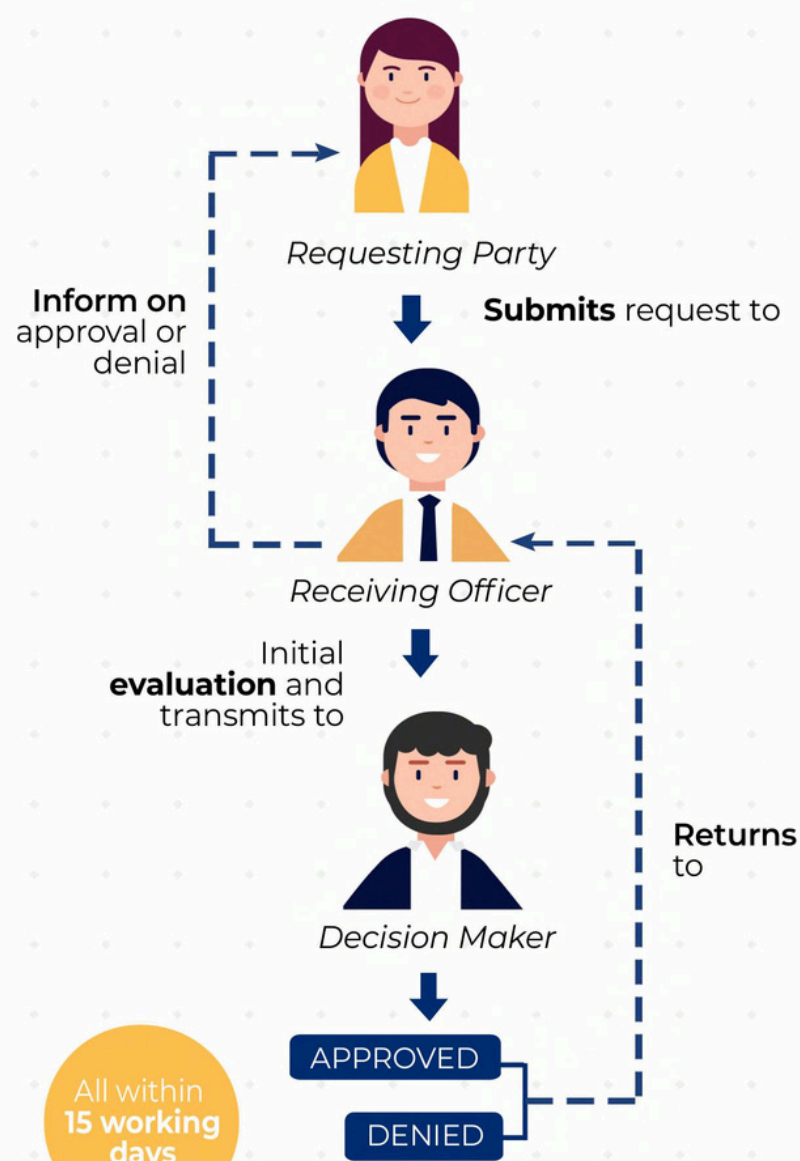 Requesting Party
Submits request to
Inform on
approval or
denial
Receiving Officer
Initial
evaluation and
transmits to
Decision Maker
Returns
to
APPROVED
DENIED
All within
15 working
days